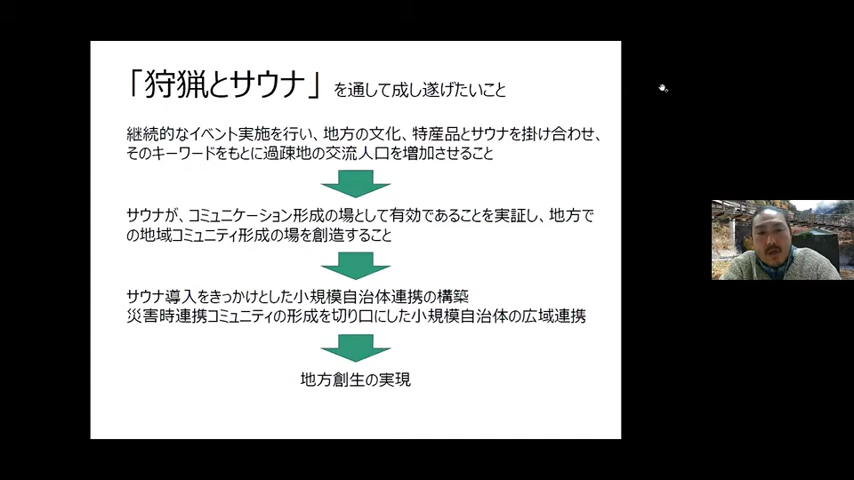 「狩猟とサウナ」 を通して成し遂げたいこと
継続的なイベント実施を行い、地方の文化、特産品とサウナを掛け合わせ、
そのキーワードをもとに過疎地の交流人口を増加させること
サウナが、コミュニケーション形成の場として有効であることを実証し、地方で
の地域コミュニティ形成の場を創造すること
サウナ導入をきっかけとした小規模自治体連携の構築
災害時連携コミュニティの形成を切り口にした小規模自治体の広域連携
地方創生の実現